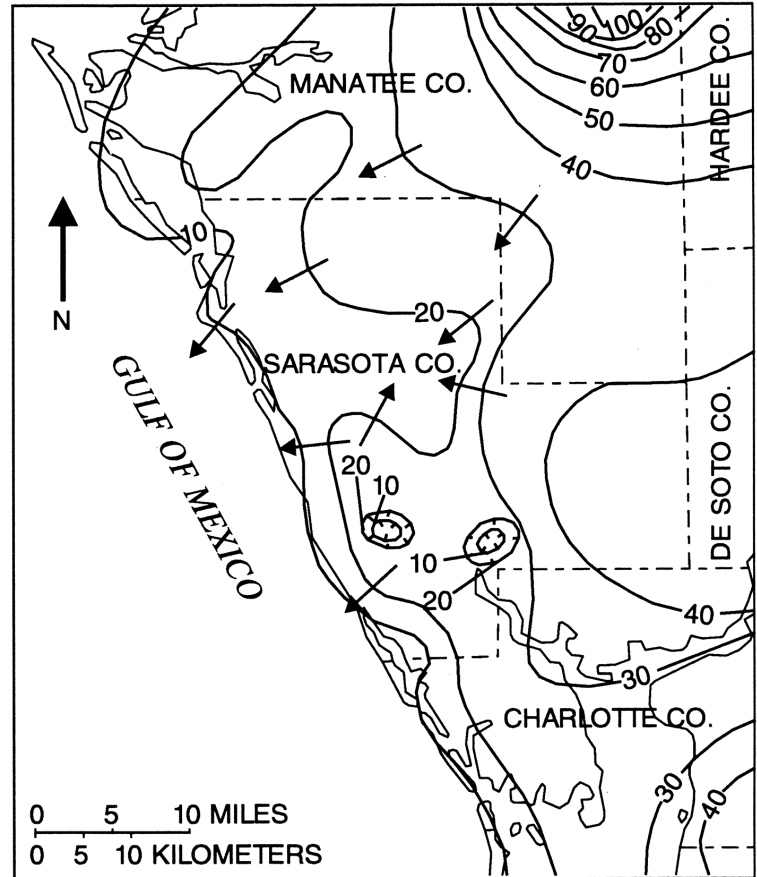 90 100 80
70
60
50
40
MANATEE CO.
HARDEE CO.
10
N
20
SARASOTA CO.
GULF OF MEXICO
20
10
DE SOTO CO.
10
20
40
30
CHARLOTTE CO.
30
40
0 5 10 MILES
0 5 10 KILOMETERS